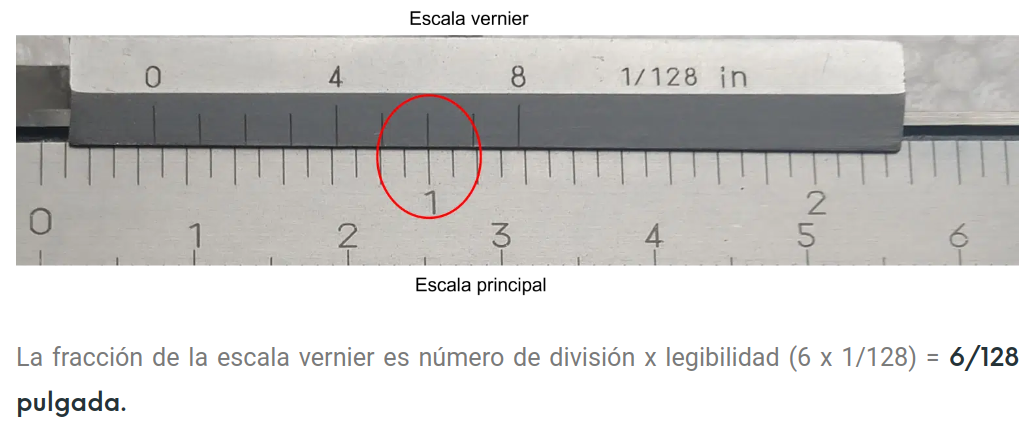 Escala vernier
0 4 8 1/128 in
1 2
0 1 2 3 4 5 6
Escala principal
La fracción de la escala vernier es número de división x legibilidad (6 x 1/128) = 6/128
pulgada.